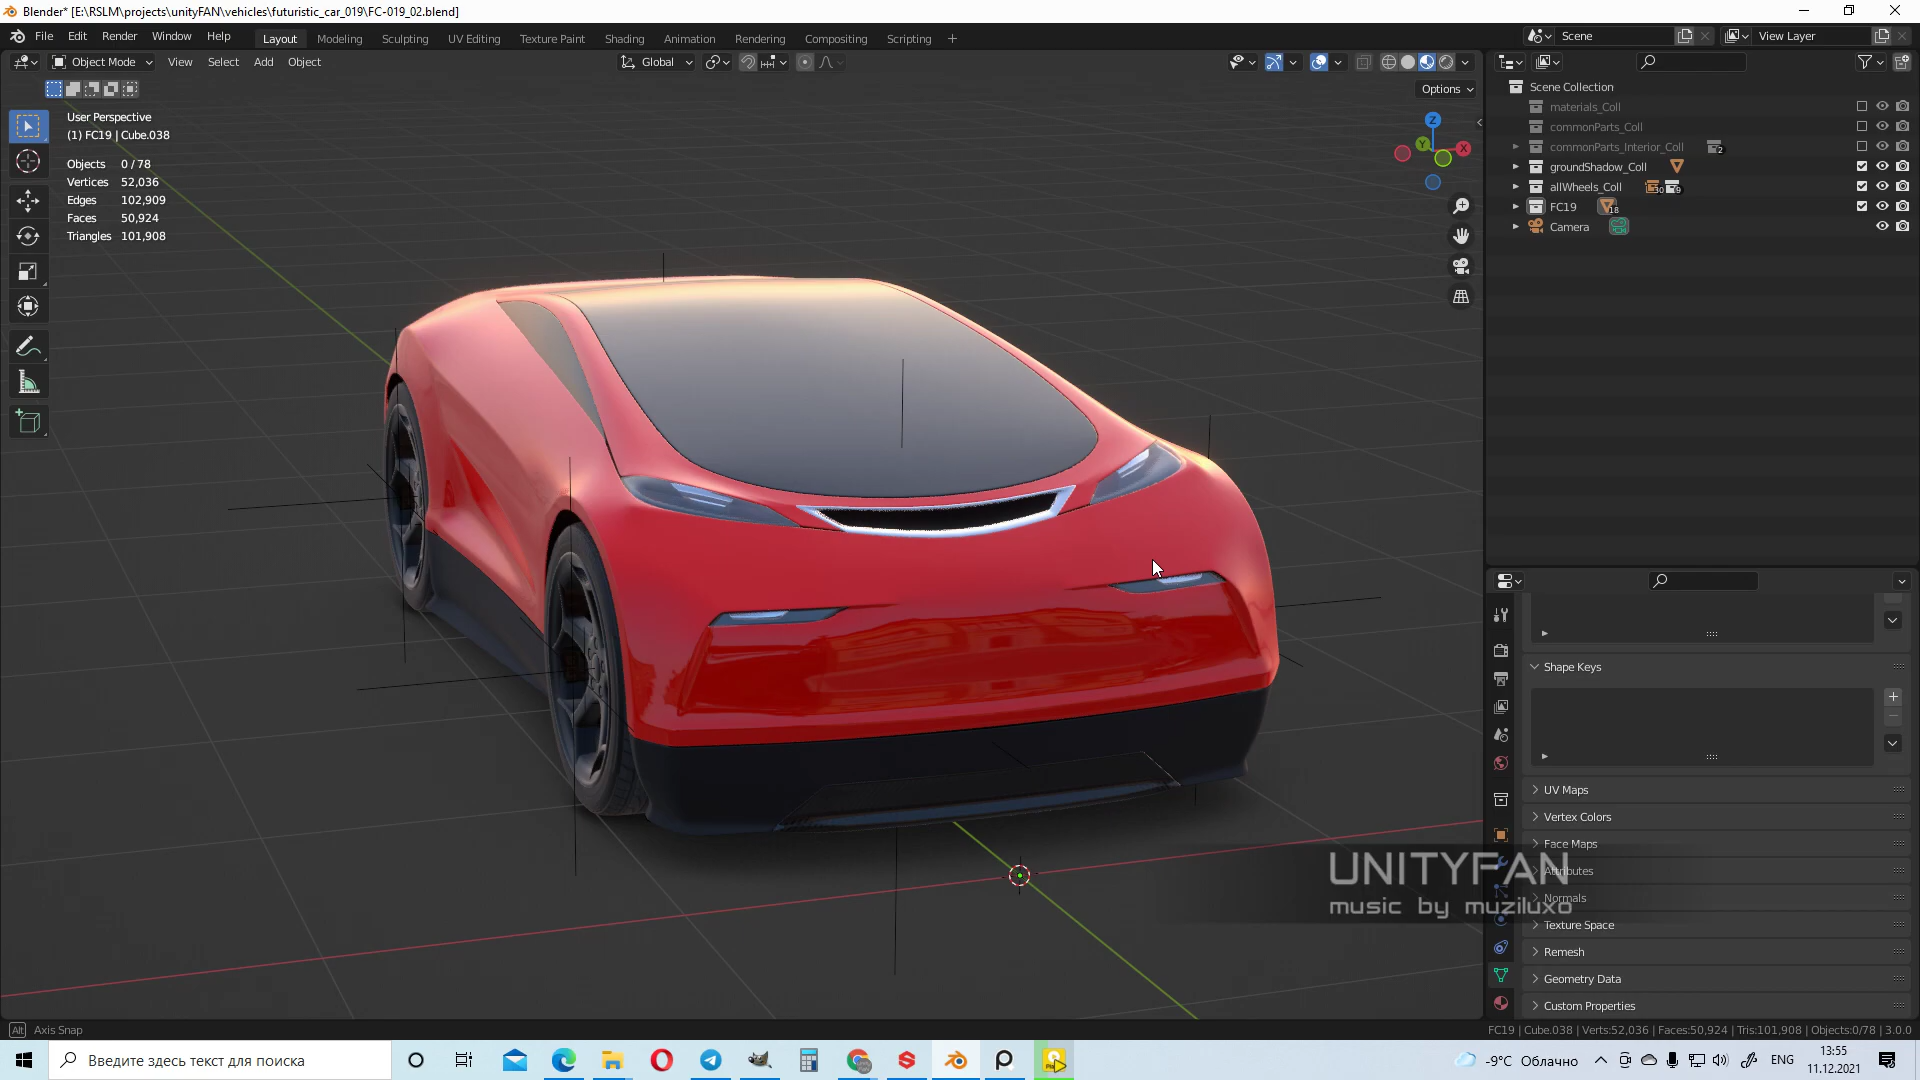 Blender* [E:\RSLM\projects\unityFAN\vehicles\futuristic_car_019\FC-019_02.blend]
File Edit Render Window Help Layout Modeling Sculpting UV Editing Texture Paint Shading Animation Rendering Compositing Scripting Scene View Layer
Object Mode View Select Add Object Global
Options
User Perspective
(1) FC19 | Cube.038
Objects 0/78
Vertices 52,036
Edges 102,909
Faces 50,924
Triangles 101,908
Z
Y
X
Scene Collection
materials_Coll
commonParts_Coll
commonParts_Interior_Coll 2
groundShadow_Coll
allWheels_Coll 30 9
FC19 18
Camera
Shape Keys
UV Maps
Vertex Colors
Face Maps
Attributes
Normals
Texture Space
Remesh
Geometry Data
Custom Properties
UNITYFAN
music by muziluxo
Alt Axis Snap
FC19 | Cube.038 | Verts:52,036 | Faces:50,924 | Tris:101,908 | Objects:0/78 | 3.0.0
Введите здесь текст для поиска
-9°C Облачно
ENG
13:55
11.12.2021